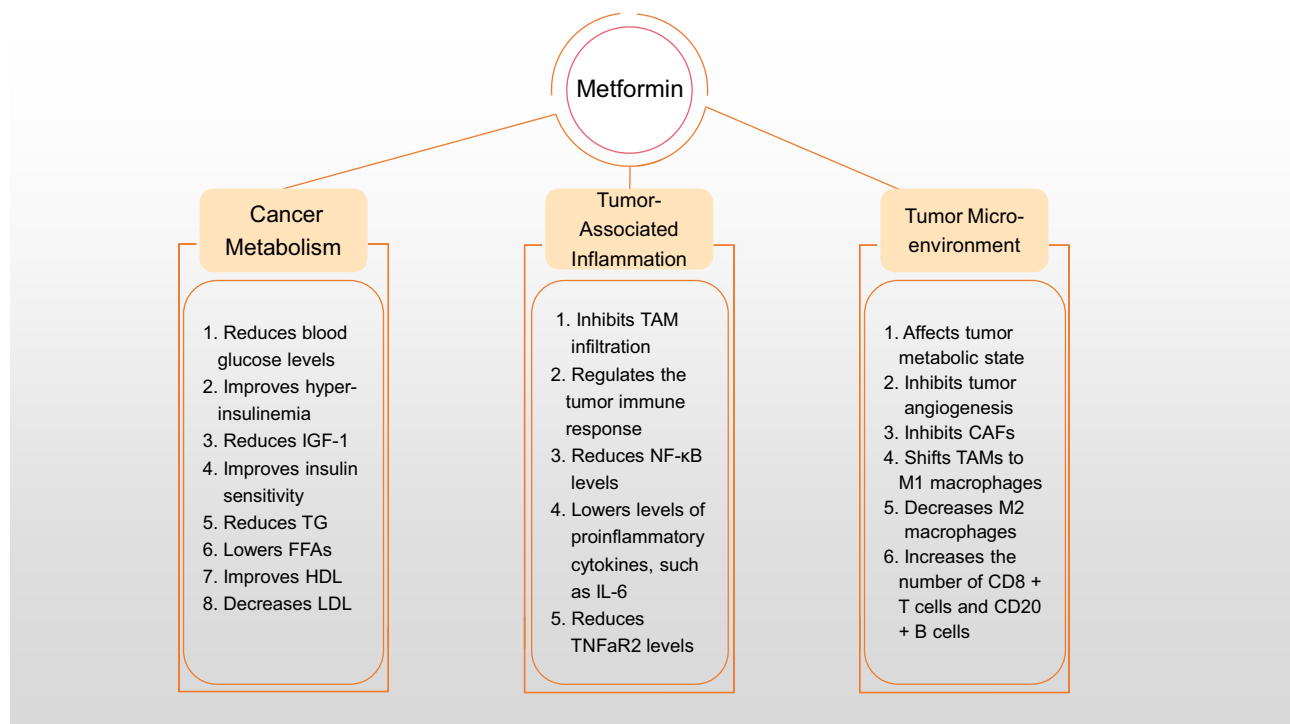 Metformin
Cancer
Metabolism
1. Reduces blood
glucose levels
2. Improves hyper-
insulinemia
3. Reduces IGF-1
4. Improves insulin
sensitivity
5. Reduces TG
6. Lowers FFAs
7. Improves HDL
8. Decreases LDL
Tumor-
Associated
Inflammation
1. Inhibits TAM
infiltration
2. Regulates the
tumor immune
response
3. Reduces NF-κB
levels
4. Lowers levels of
proinflammatory
cytokines, such
as IL-6
5. Reduces
TNFaR2 levels
Tumor Micro-
environment
1. Affects tumor
metabolic state
2. Inhibits tumor
angiogenesis
3. Inhibits CAFs
4. Shifts TAMs to
M1 macrophages
5. Decreases M2
macrophages
6. Increases the
number of CD8 +
T cells and CD20
+ B cells